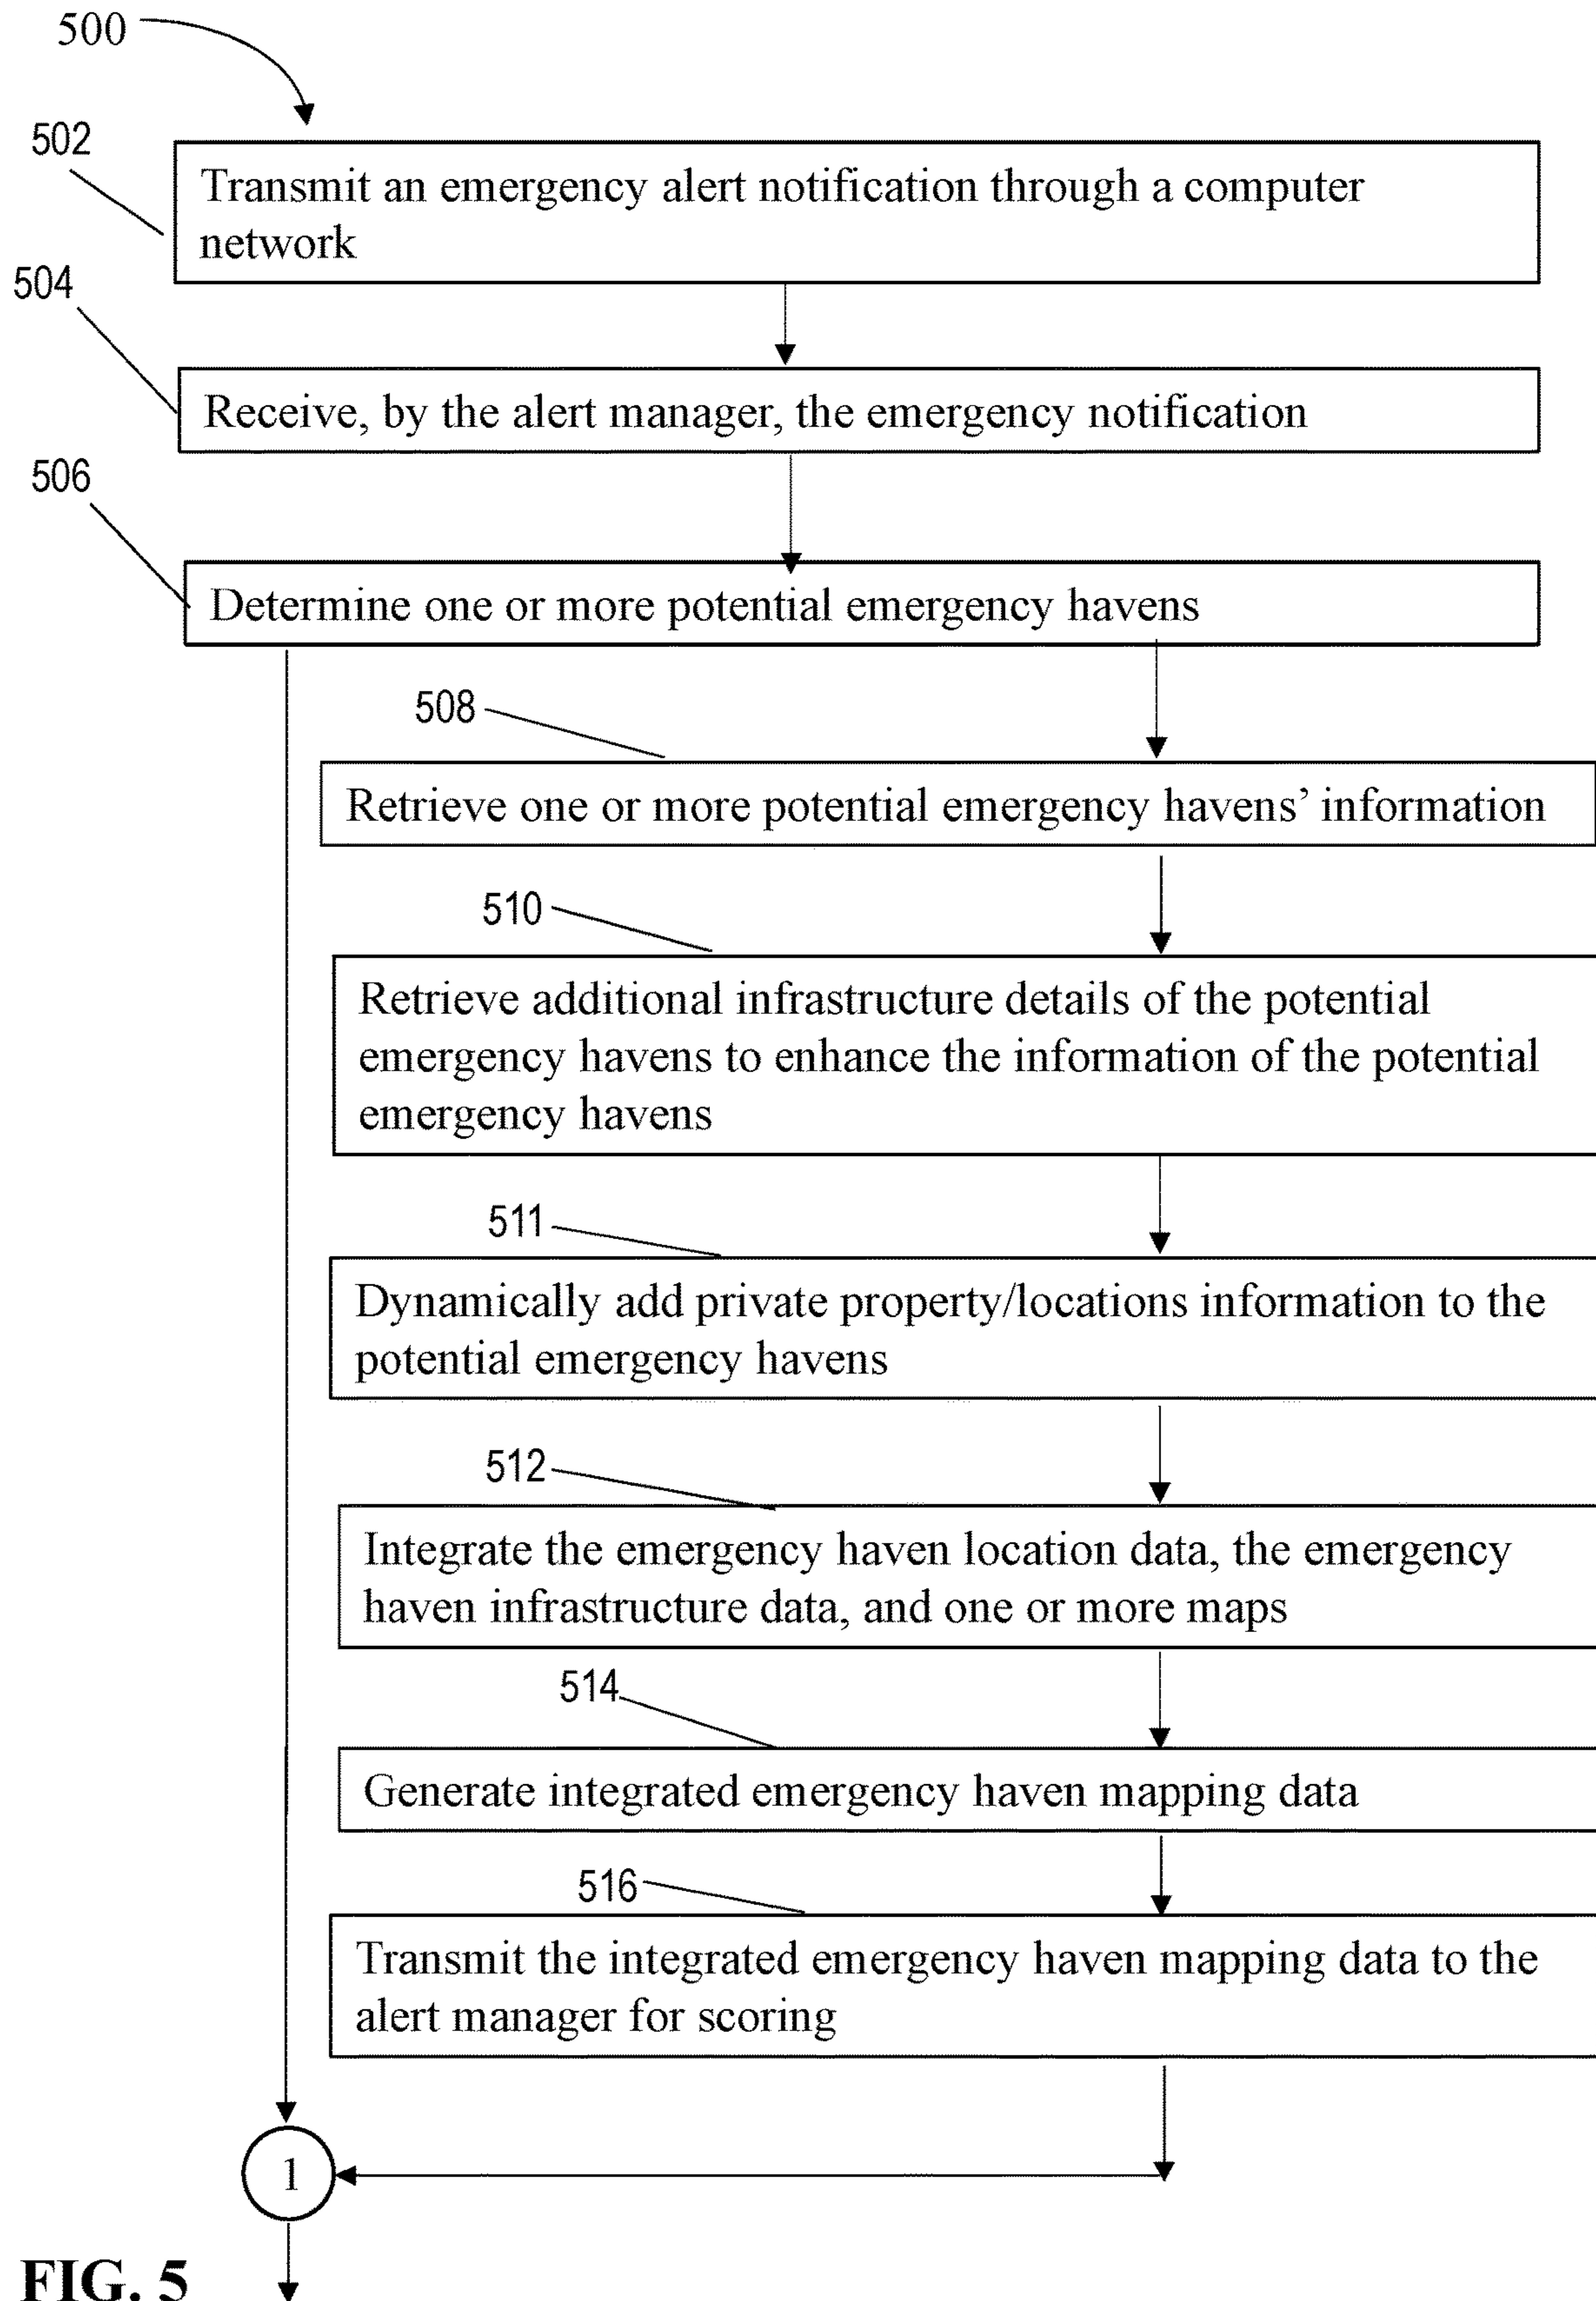 500
502
Transmit an emergency alert notification through a computer
network
504
Receive, by the alert manager, the emergency notification
506
Determine one or more potential emergency havens
508
Retrieve one or more potential emergency havens’ information
510
Retrieve additional infrastructure details of the potential
emergency havens to enhance the information of the potential
emergency havens
511
Dynamically add private property/locations information to the
potential emergency havens
512
Integrate the emergency haven location data, the emergency
haven infrastructure data, and one or more maps
514
Generate integrated emergency haven mapping data
516
Transmit the integrated emergency haven mapping data to the
alert manager for scoring
1
FIG. 5